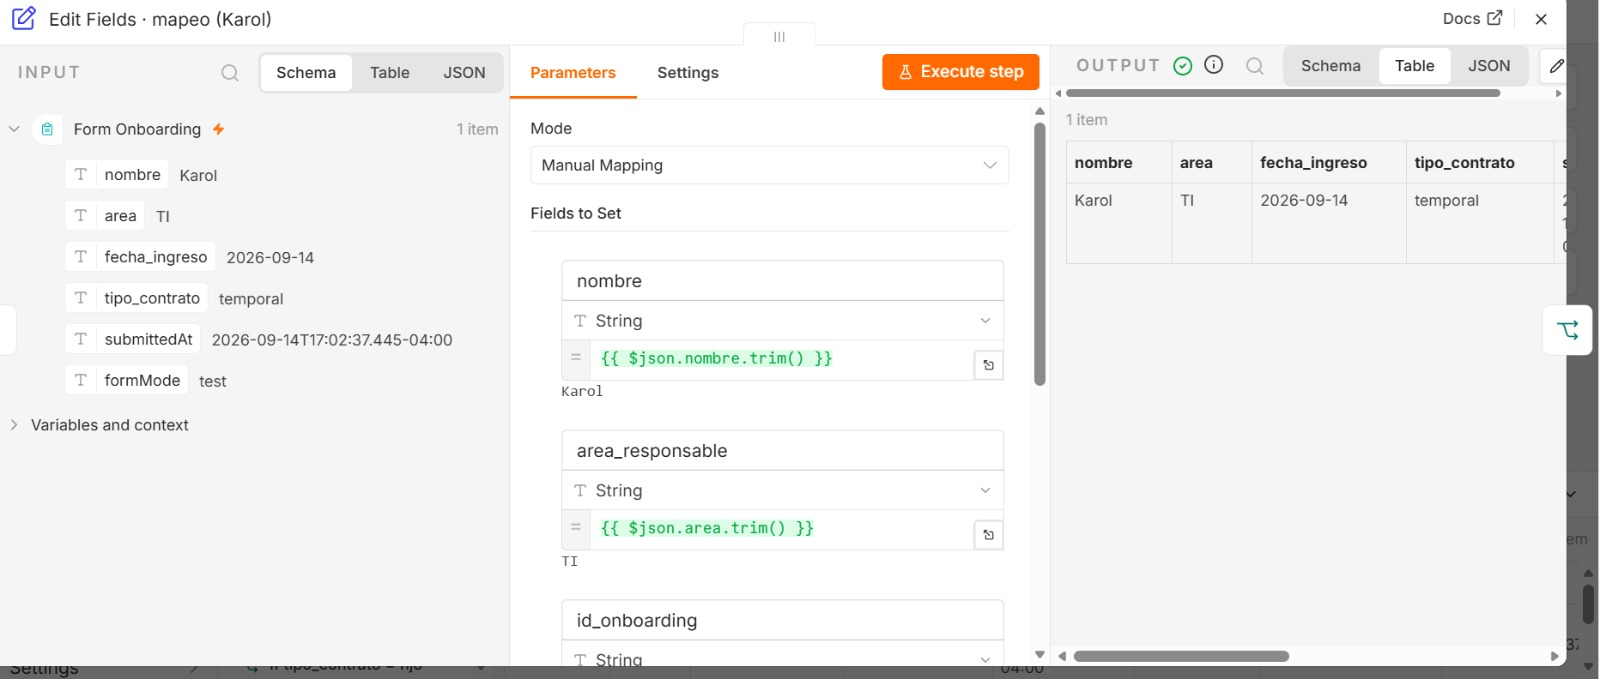 Edit Fields · mapeo (Karol)
Docs
INPUT
Schema
Table
JSON
Form Onboarding
1 item
nombre Karol
area TI
fecha_ingreso 2026-09-14
tipo_contrato temporal
submittedAt 2026-09-14T17:02:37.445-04:00
formMode test
Variables and context
Parameters
Settings
Execute step
Mode
Manual Mapping
Fields to Set
nombre
String
= {{ $json.nombre.trim() }}
Karol
area_responsable
String
= {{ $json.area.trim() }}
TI
id_onboarding
String
OUTPUT
Schema
Table
JSON
1 item
nombre area fecha_ingreso tipo_contrato
Karol TI 2026-09-14 temporal
Settings
04:00